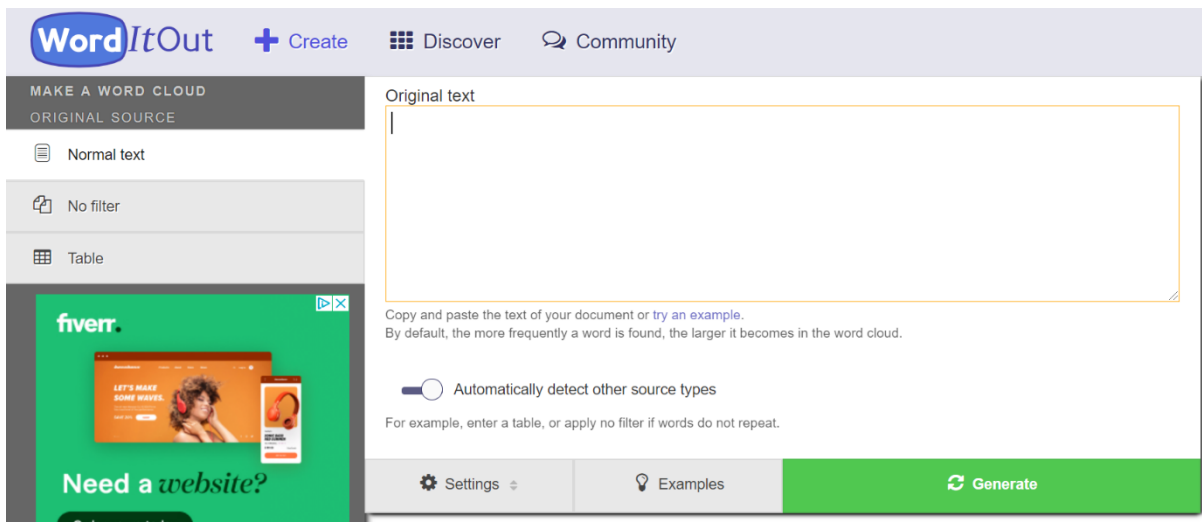 WordItOut
Create
Discover
Community
MAKE A WORD CLOUD
ORIGINAL SOURCE
Normal text
No filter
Table
fiverr.
LET'S MAKE
SOME WAVES.
Need a website?
Original text
Copy and paste the text of your document or try an example.
By default, the more frequently a word is found, the larger it becomes in the word cloud.
Automatically detect other source types
For example, enter a table, or apply no filter if words do not repeat.
Settings
Examples
Generate